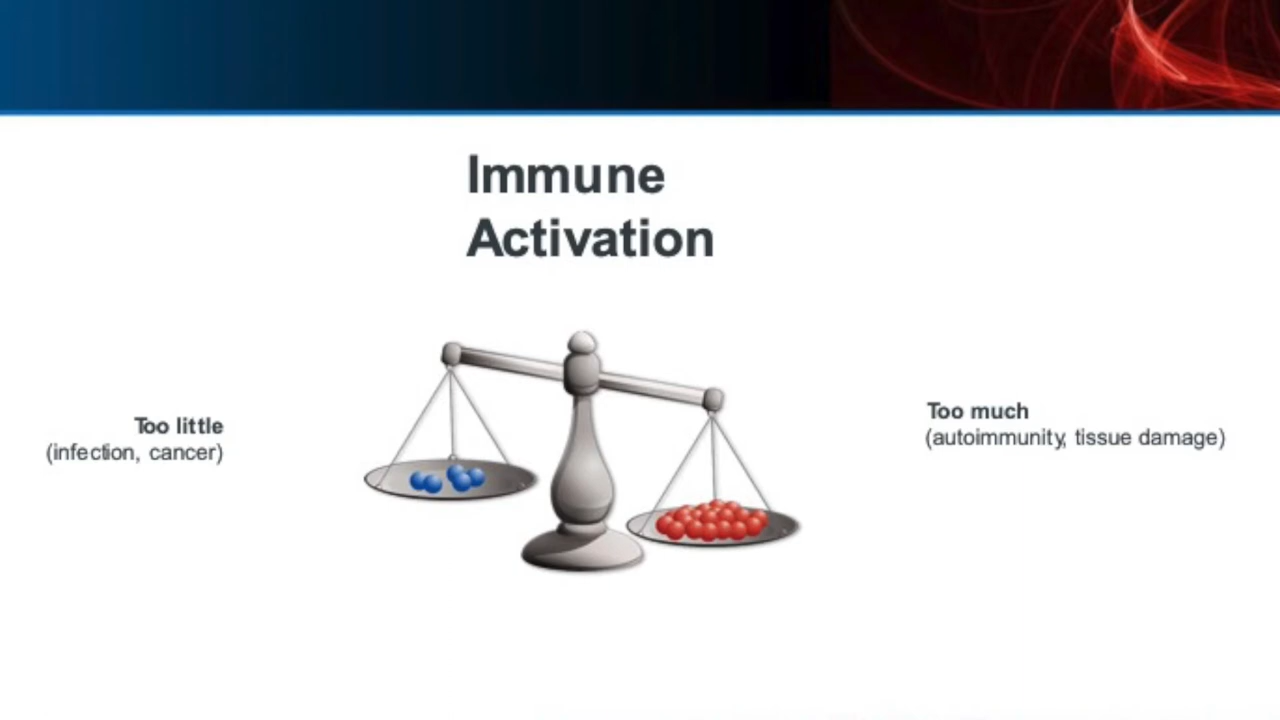 Immune
Activation
Too little
(infection, cancer)
Too much
(autoimmunity, tissue damage)